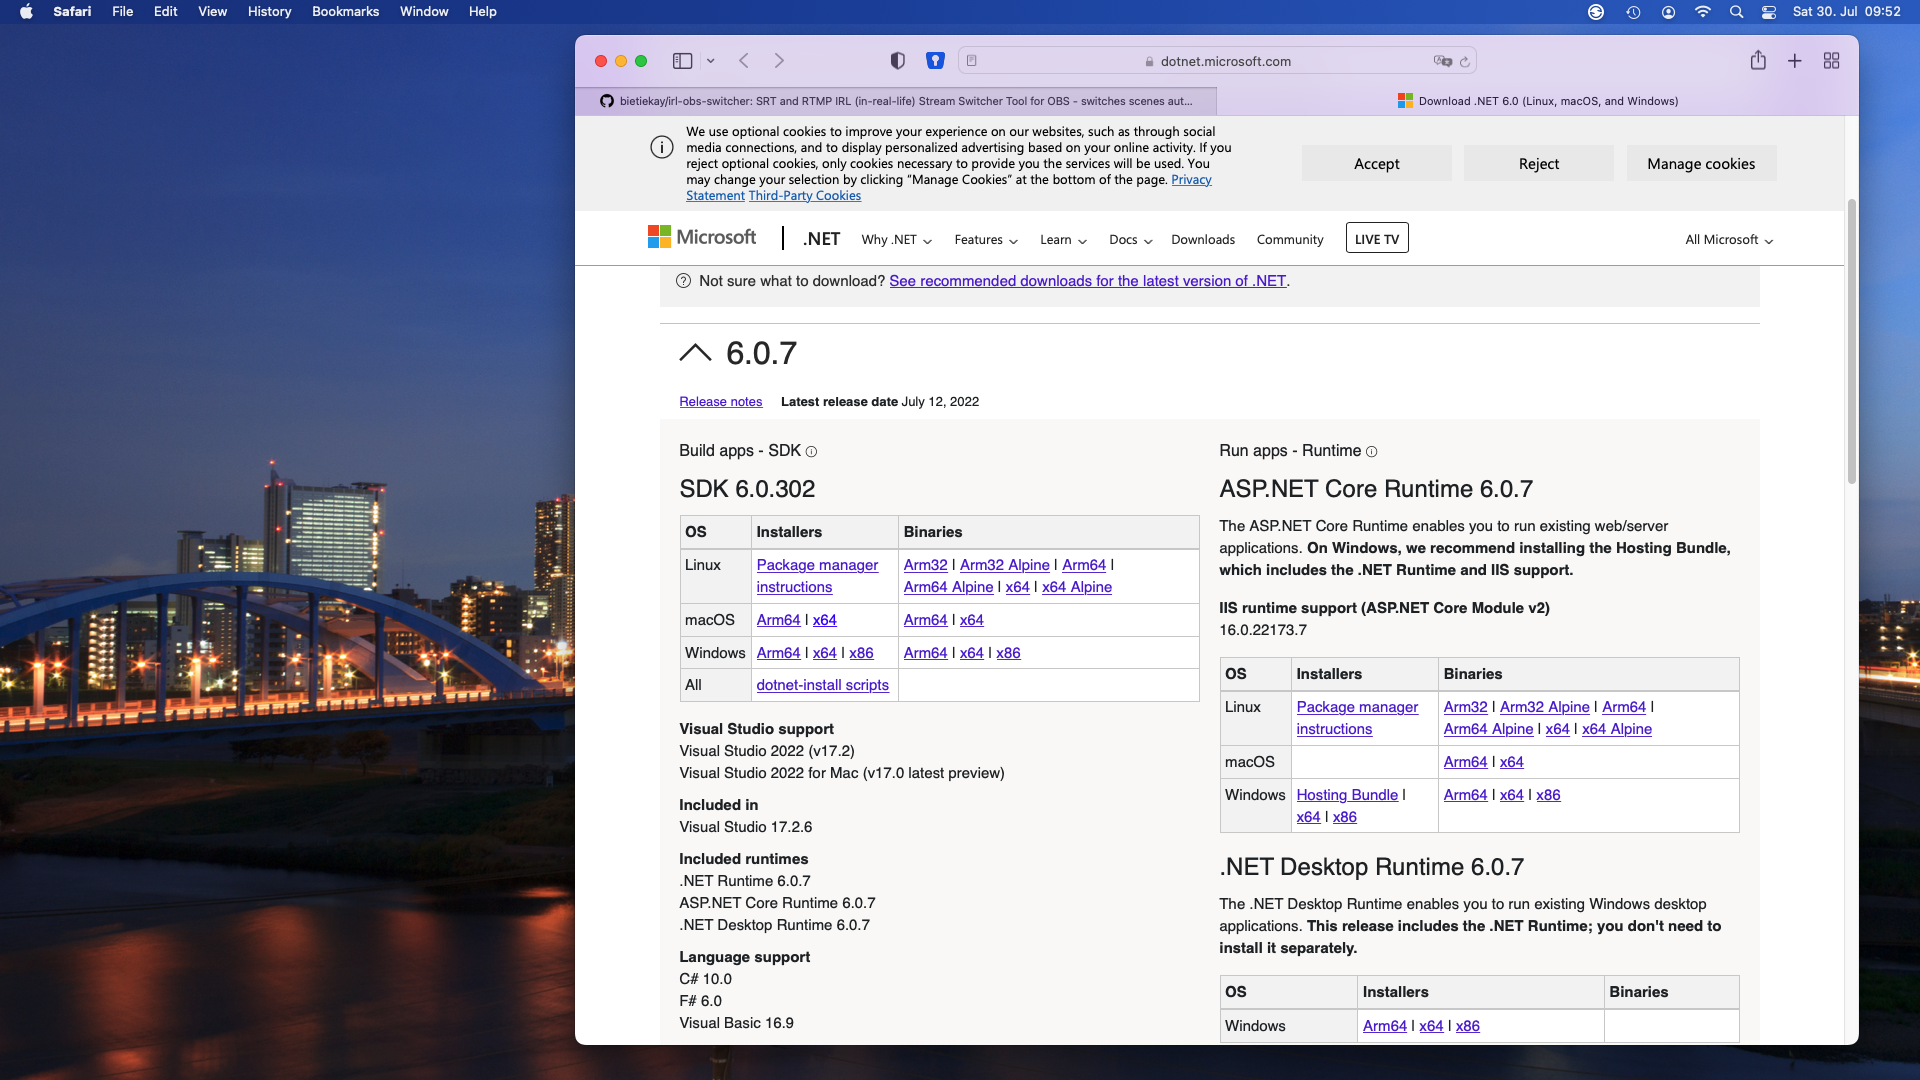 Safari File Edit View History Bookmarks Window Help
Sat 30. Jul 09:52
dotnet.microsoft.com
bietiekay/irl-obs-switcher: SRT and RTMP IRL (in-real-life) Stream Switcher Tool for OBS - switches scenes aut...
Download .NET 6.0 (Linux, macOS, and Windows)
We use optional cookies to improve your experience on our websites, such as through social
media connections, and to display personalized advertising based on your online activity. If you
reject optional cookies, only cookies necessary to provide you the services will be used. You
may change your selection by clicking "Manage Cookies" at the bottom of the page. Privacy
Statement Third-Party Cookies
Accept
Reject
Manage cookies
Microsoft
.NET
Why .NET
Features
Learn
Docs
Downloads
Community
LIVE TV
All Microsoft
Not sure what to download? See recommended downloads for the latest version of .NET.
6.0.7
Release notes Latest release date July 12, 2022
Build apps - SDK
SDK 6.0.302
OS Installers Binaries
Linux Package manager instructions Arm32 | Arm32 Alpine | Arm64 |
Arm64 Alpine | x64 | x64 Alpine
macOS Arm64 | x64 Arm64 | x64
Windows Arm64 | x64 | x86 Arm64 | x64 | x86
All dotnet-install scripts
Visual Studio support
Visual Studio 2022 (v17.2)
Visual Studio 2022 for Mac (v17.0 latest preview)
Included in
Visual Studio 17.2.6
Included runtimes
.NET Runtime 6.0.7
ASP.NET Core Runtime 6.0.7
.NET Desktop Runtime 6.0.7
Language support
C# 10.0
F# 6.0
Visual Basic 16.9
Run apps - Runtime
ASP.NET Core Runtime 6.0.7
The ASP.NET Core Runtime enables you to run existing web/server
applications. On Windows, we recommend installing the Hosting Bundle,
which includes the .NET Runtime and IIS support.
IIS runtime support (ASP.NET Core Module v2)
16.0.22173.7
OS Installers Binaries
Linux Package manager instructions Arm32 | Arm32 Alpine | Arm64 |
Arm64 Alpine | x64 | x64 Alpine
macOS Arm64 | x64
Windows Hosting Bundle | Arm64 | x64 | x86
x64 | x86
.NET Desktop Runtime 6.0.7
The .NET Desktop Runtime enables you to run existing Windows desktop
applications. This release includes the .NET Runtime; you don't need to
install it separately.
OS Installers Binaries
Windows Arm64 | x64 | x86